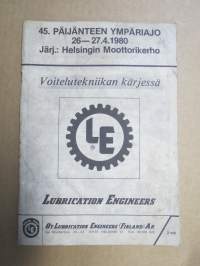 45. PÄIJÄNTEEN YMPÄRIAJO
26—27.4.1980
Järj.: Helsingin Moottorikerho
Voitelutekniikan kärjessä
LE
LUBRICATION ENGINEERS
OY LUBRICATION ENGINEERS (FINLAND) AB